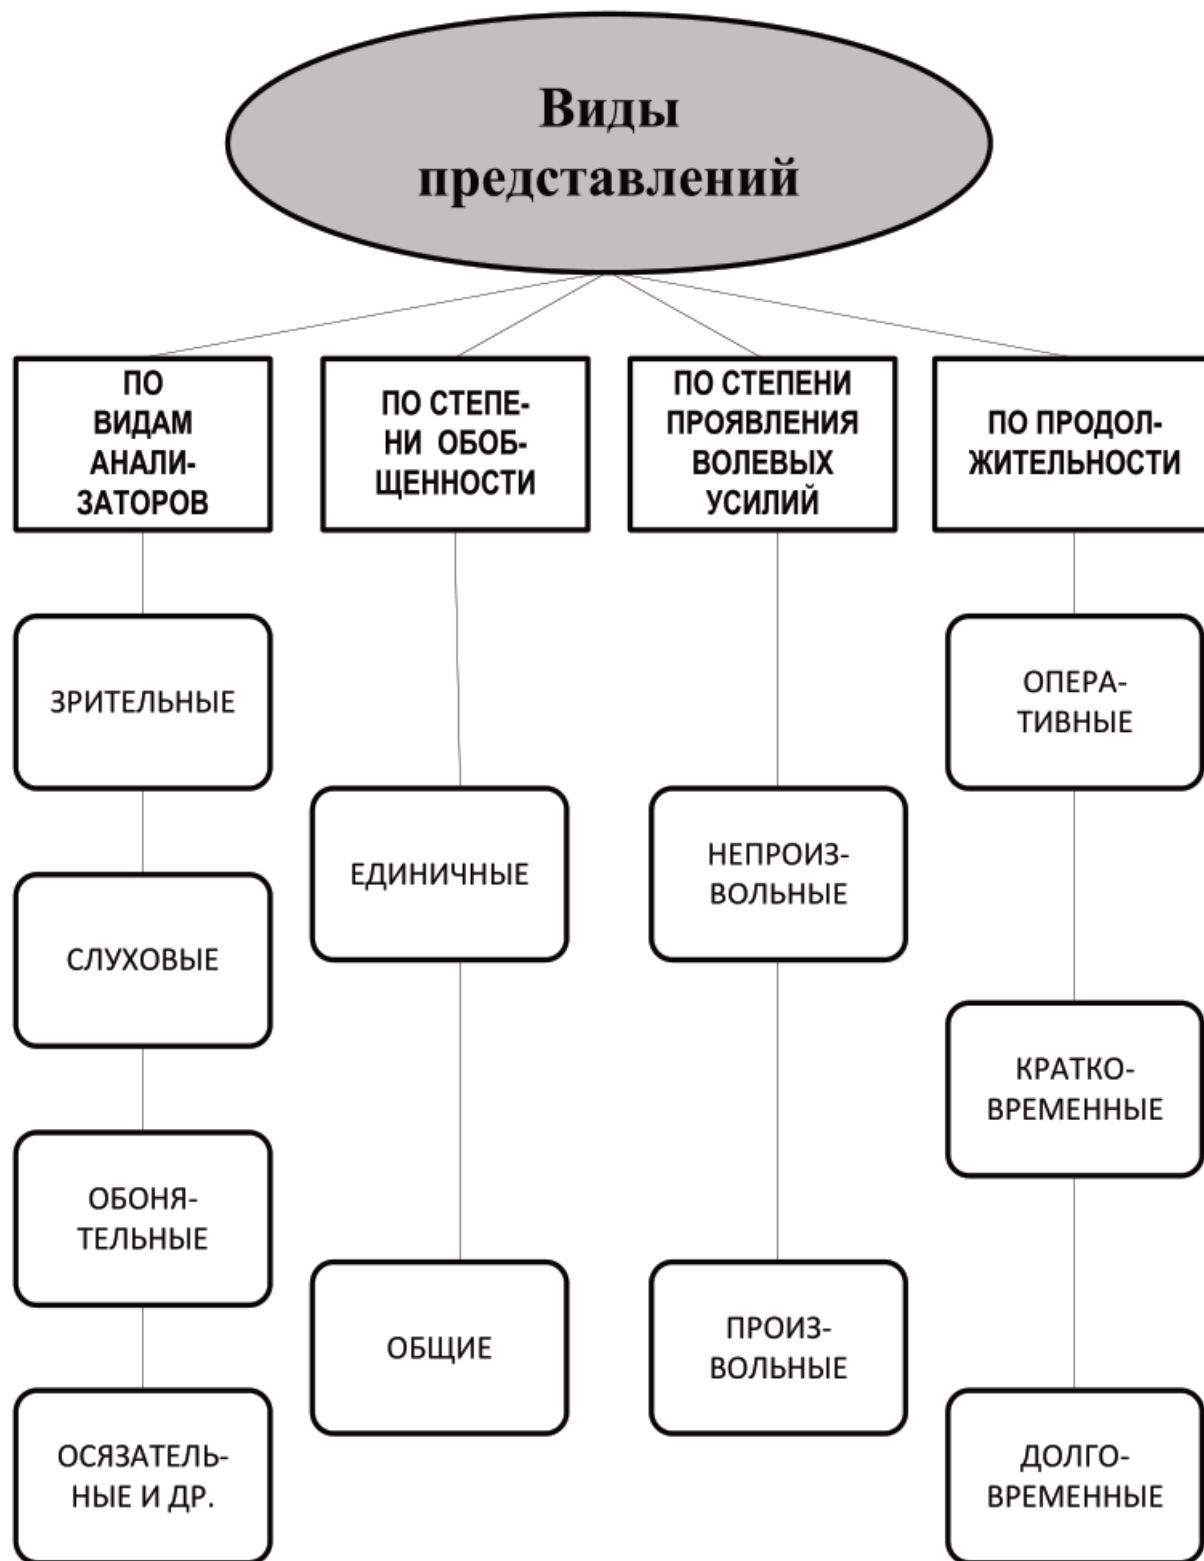 Виды
представлений
ПО
ВИДАМ
АНАЛИ-
ЗАТОРОВ
ПО СТЕПЕ-
НИ ОБОБ-
ЩЕННОСТИ
ПО СТЕПЕНИ
ПРОЯВЛЕНИЯ
ВОЛЕВЫХ
УСИЛИЙ
ПО ПРОДОЛ-
ЖИТЕЛЬНОСТИ
ЗРИТЕЛЬНЫЕ
СЛУХОВЫЕ
ОБОНЯ-
ТЕЛЬНЫЕ
ОСЯЗАТЕЛЬ-
НЫЕ И ДР.
ЕДИНИЧНЫЕ
ОБЩИЕ
НЕПРОИЗ-
ВОЛЬНЫЕ
ПРОИЗ-
ВОЛЬНЫЕ
ОПЕРА-
ТИВНЫЕ
КРАТКО-
ВРЕМЕННЫЕ
ДОЛГО-
ВРЕМЕННЫЕ